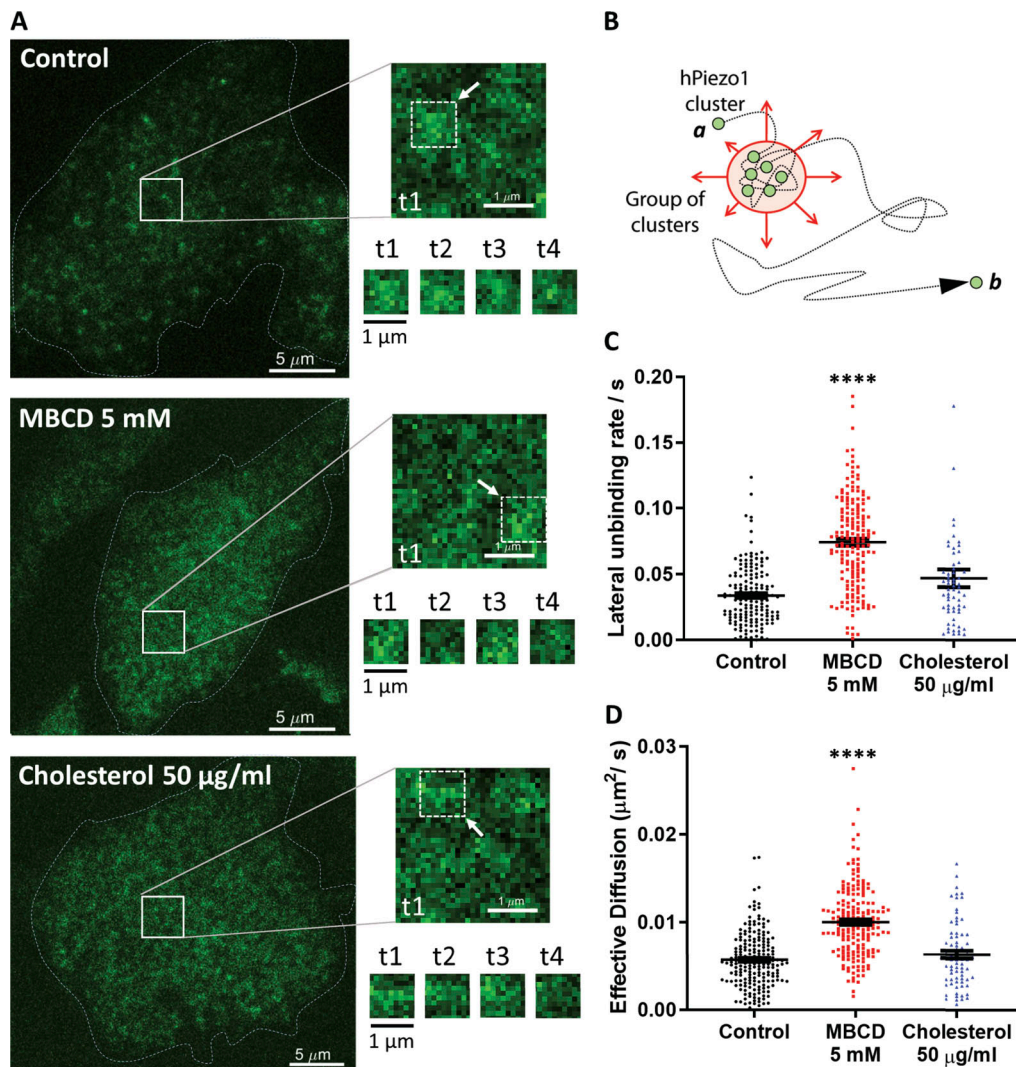 A
Control
5 μm
t1
1 μm
t1 t2 t3 t4
1 μm
MBCD 5 mM
5 μm
t1
1 μm
t1 t2 t3 t4
1 μm
Cholesterol 50 μg/ml
5 μm
t1
1 μm
t1 t2 t3 t4
1 μm
B
hPiezo1
cluster
a
Group of
clusters
b
C
Lateral unbinding rate / s
0.20
0.15
0.10
0.05
0.00
****
Control
MBCD
5 mM
Cholesterol
50 μg/ml
D
Effective Diffusion (μm²/ s)
0.03
0.02
0.01
0.00
****
Control
MBCD
5 mM
Cholesterol
50 μg/ml